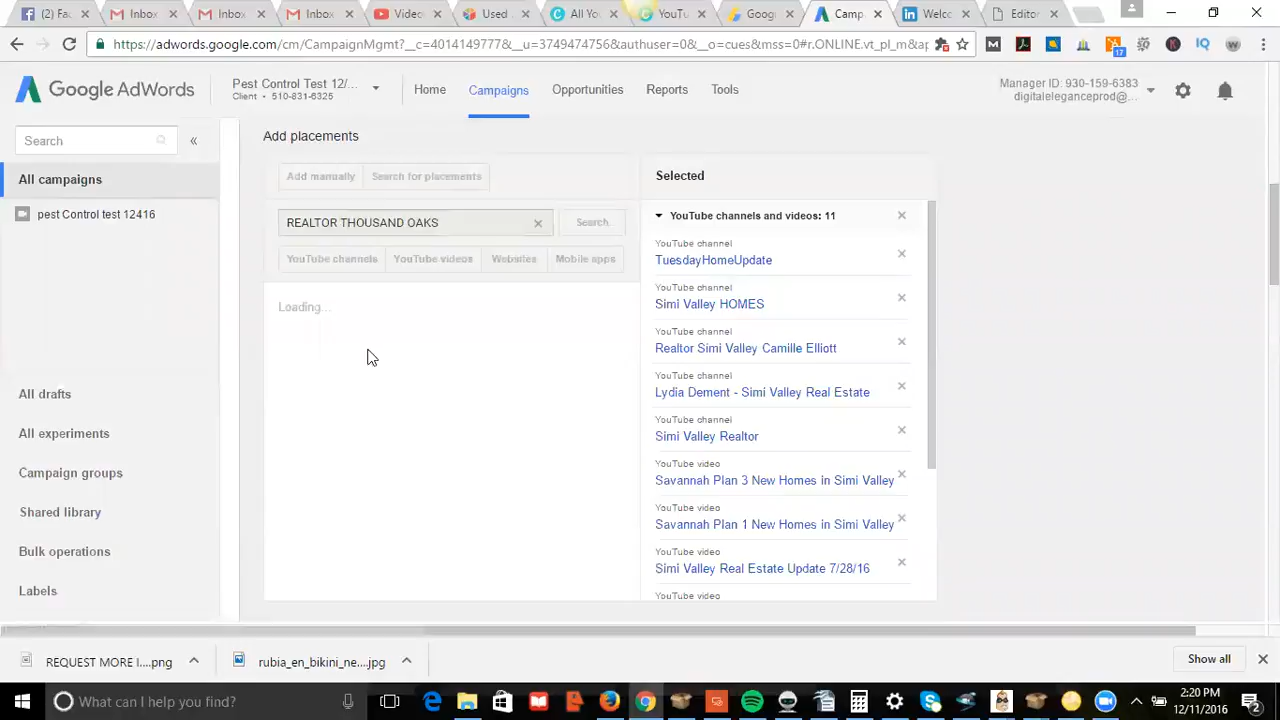 (2) Fa
Inbox
Inbox
Inbox
Video
Used
All You
YouTu
Google
Camp
Welco
Editor
https://adwords.google.com/cm/CampaignMgmt?_c=4014149777&__u=3749474756&authuser=0&__o=cues&mss=0#r.ONLINE.vt_pl_m&ap
17
Google AdWords
Pest Control Test 12/...
Client • 510-831-6325
Home
Campaigns
Opportunities
Reports
Tools
Manager ID: 930-159-6383
digitaleleganceprod@...
Search
«
All campaigns
pest Control test 12416
All drafts
All experiments
Campaign groups
Shared library
Bulk operations
Labels
Add placements
Add manually
Search for placements
REALTOR THOUSAND OAKS
Search
YouTube channels
YouTube videos
Websites
Mobile apps
Loading...
Selected
YouTube channels and videos: 11
YouTube channel
TuesdayHomeUpdate
YouTube channel
Simi Valley HOMES
YouTube channel
Realtor Simi Valley Camille Elliott
YouTube channel
Lydia Dement - Simi Valley Real Estate
YouTube channel
Simi Valley Realtor
YouTube video
Savannah Plan 3 New Homes in Simi Valley
YouTube video
Savannah Plan 1 New Homes in Simi Valley
YouTube video
Simi Valley Real Estate Update 7/28/16
YouTube video
REQUEST MORE I....png
rubia_en_bikini_ne....jpg
Show all
What can I help you find?
2:20 PM
12/11/2016
2